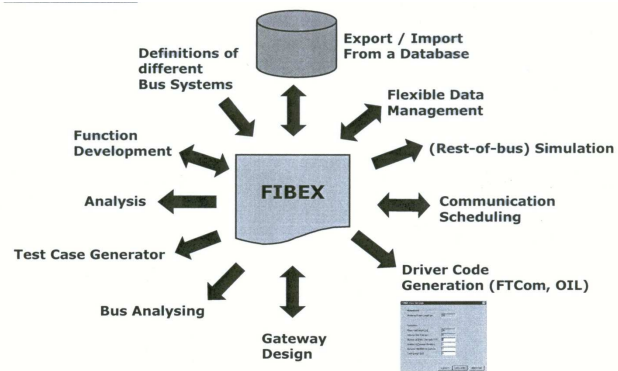 Export / Import
From a Database
Definitions of
different
Bus Systems
Flexible Data
Management
Function
Development
(Rest-of-bus) Simulation
FIBEX
Analysis
Communication
Scheduling
Test Case Generator
Driver Code
Generation (FTCom, OIL)
Bus Analysing
Gateway
Design